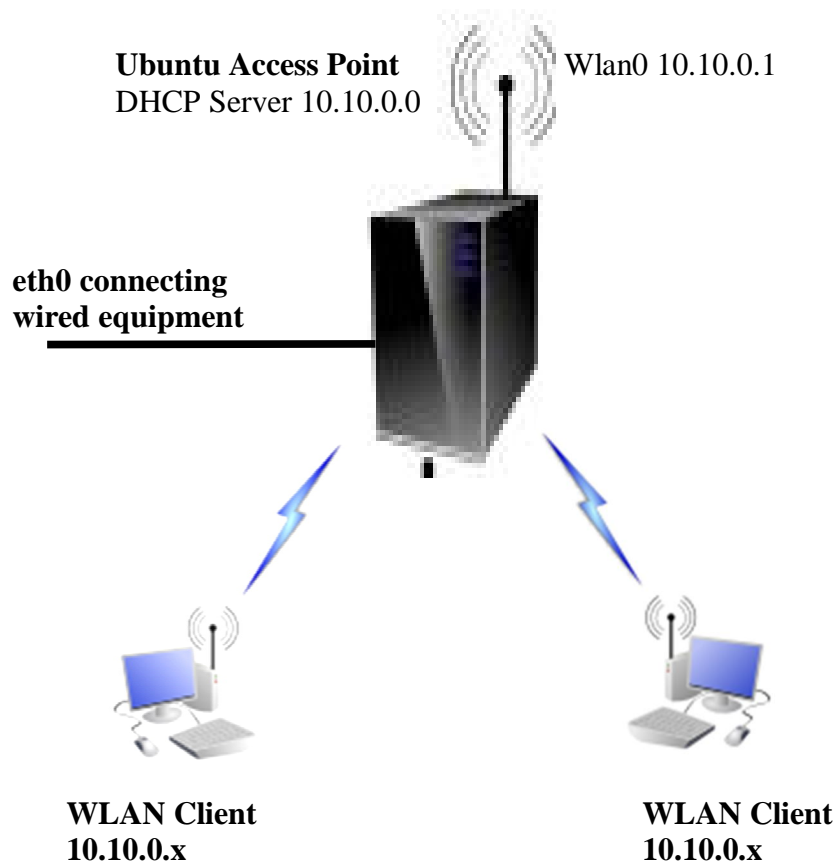 Ubuntu Access Point
DHCP Server 10.10.0.0
Wlan0 10.10.0.1
eth0 connecting
wired equipment
WLAN Client
10.10.0.x
WLAN Client
10.10.0.x